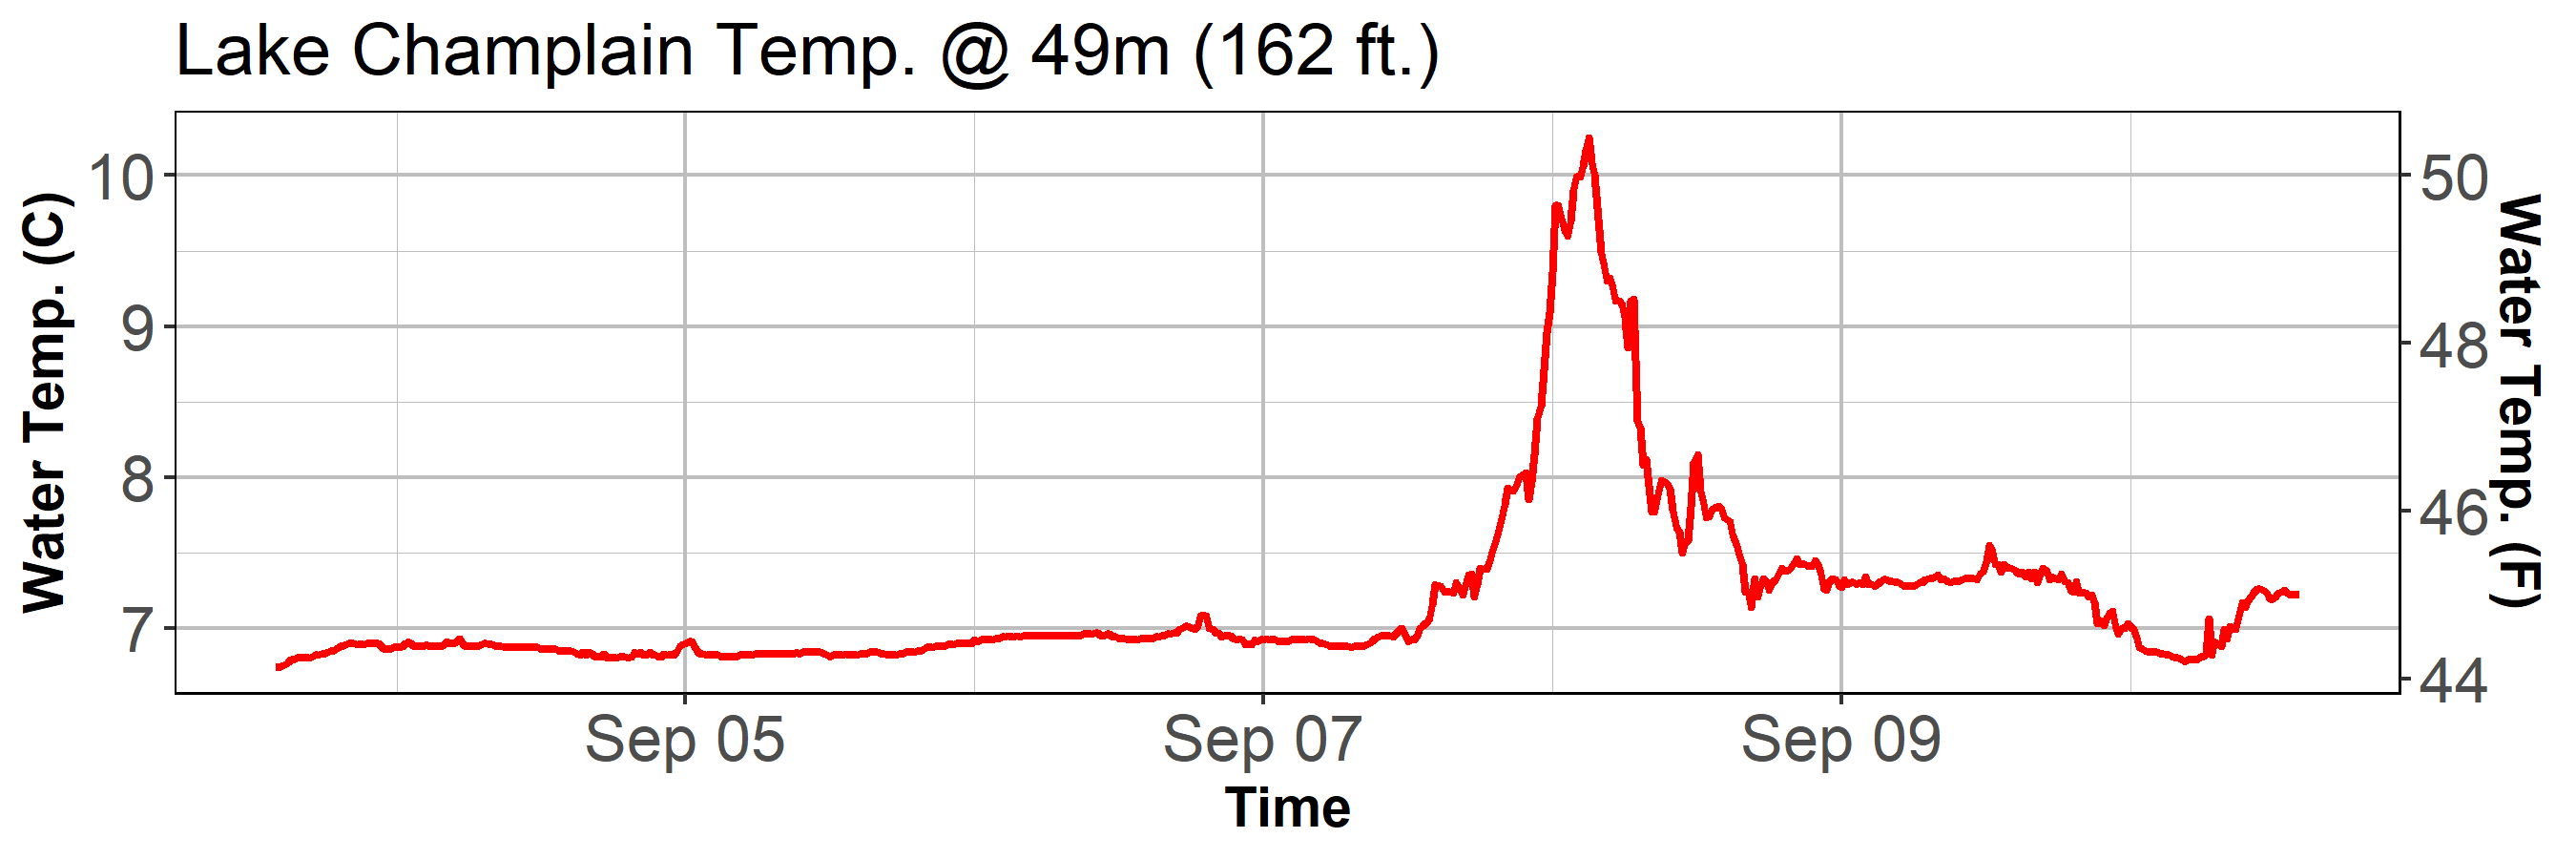 Lake Champlain Temp. @ 49m (162 ft.)
Water Temp. (C)
10
9
8
7
50
48
46
44
Water Temp. (F)
Sep 05
Sep 07
Sep 09
Time